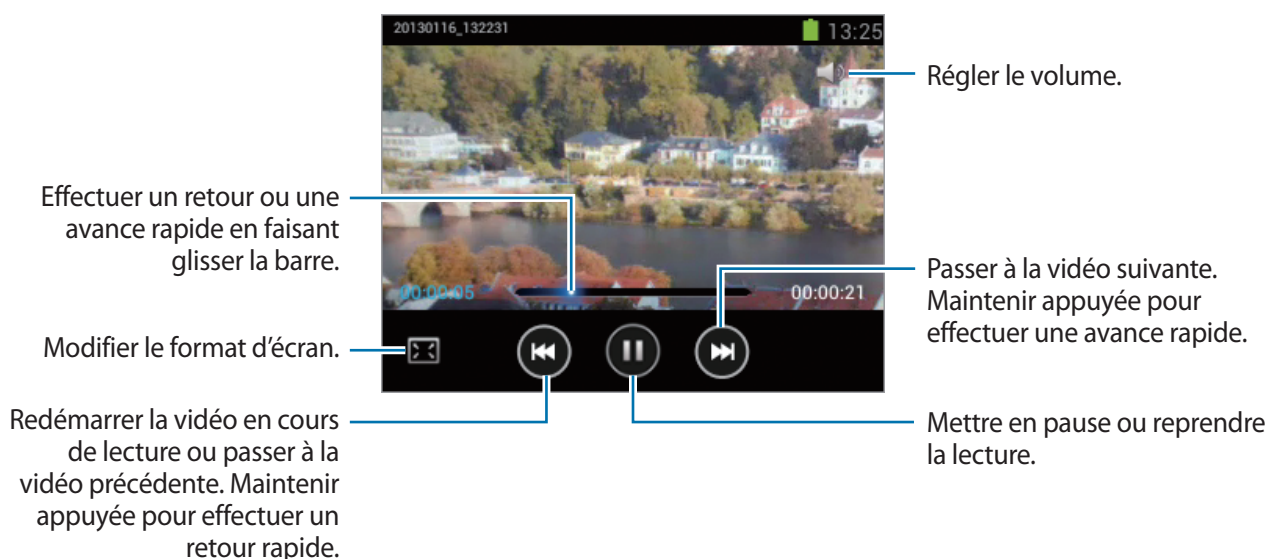 20130116_132231
13:25
Régler le volume.
Effectuer un retour ou une
avance rapide en faisant
glisser la barre.
00:00:05
00:00:21
Passer à la vidéo suivante.
Maintenir appuyée pour
effectuer une avance rapide.
Modifier le format d'écran.
Redémarrer la vidéo en cours
de lecture ou passer à la
vidéo précédente. Maintenir
appuyée pour effectuer un
retour rapide.
Mettre en pause ou reprendre
la lecture.